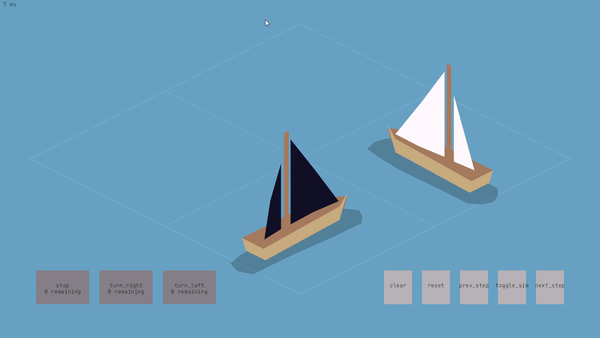 7 ms
stop
0 remaining
turn_right
0 remaining
turn_left
0 remaining
clear
reset
prev_step
toggle_sim
next_step